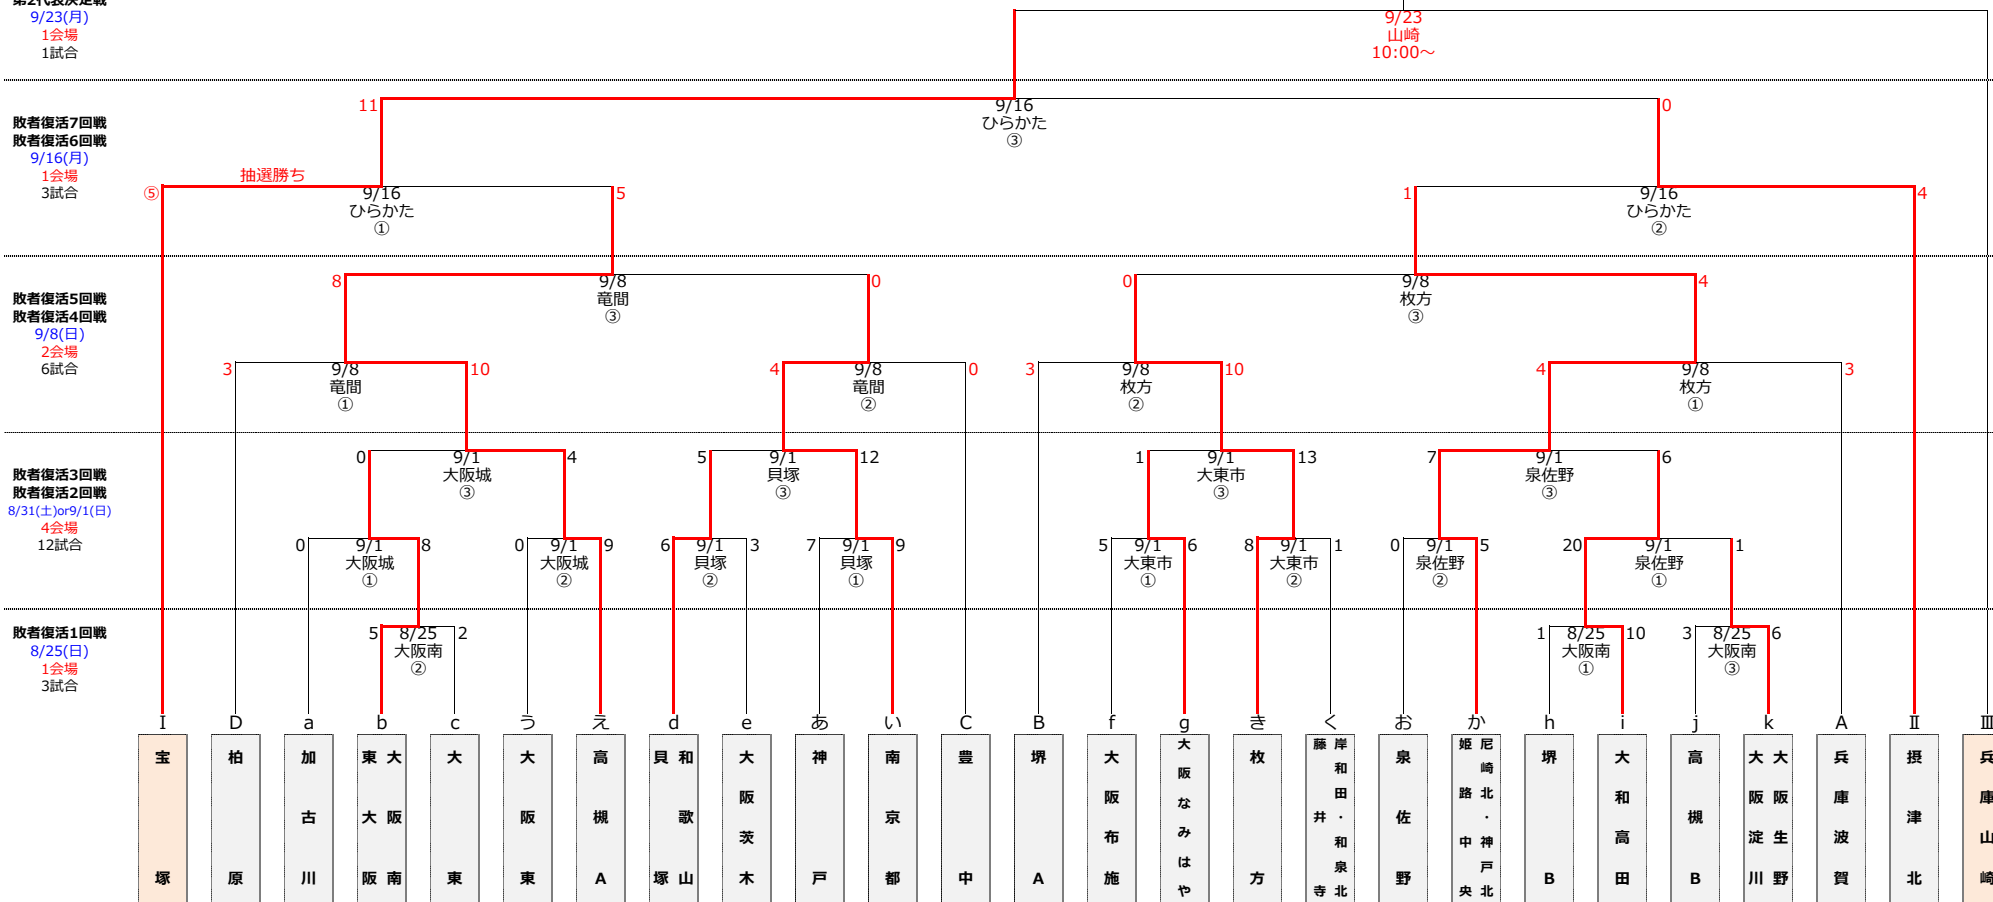 第2代表決定戦
9/23(月)
1会場
1試合
9/23
山崎
10:00～
敗者復活7回戦
敗者復活6回戦
9/16(月)
1会場
3試合
11
9/16
ひらかた
③
0
抽選勝ち
⑤
9/16
ひらかた
①
5
1
9/16
ひらかた
②
4
敗者復活5回戦
敗者復活4回戦
9/8(日)
2会場
6試合
8
9/8
竜間
③
0
0
9/8
枚方
③
4
3
9/8
竜間
①
10
4
9/8
竜間
②
0
3
9/8
枚方
②
10
4
9/8
枚方
①
3
敗者復活3回戦
敗者復活2回戦
8/31(土)or9/1(日)
4会場
12試合
0
9/1
大阪城
③
4
5
9/1
貝塚
③
12
1
9/1
大東市
③
13
7
9/1
泉佐野
③
6
0
9/1
大阪城
①
8
0
9/1
大阪城
②
9
6
9/1
貝塚
②
3
7
9/1
貝塚
①
9
5
9/1
大東市
①
6
8
9/1
大東市
②
1
0
9/1
泉佐野
②
5
20
9/1
泉佐野
①
1
敗者復活1回戦
8/25(日)
1会場
3試合
5
8/25
大阪南
②
2
1
8/25
大阪南
①
10
3
8/25
大阪南
③
6
I D a b c う え d e あ い C B f g き く お か h i j k A Ⅱ Ⅲ
宝塚
柏原
加古川
東大阪
大阪南
大東
大阪東
高槻A
貝塚
和歌山
大阪茨木
神戸
南京都
豊中
堺A
大阪布施
大阪なみはや
枚方
藤井寺
岸和田・和泉北
泉佐野
姫路中央
尼崎北・神戸北
堺B
大和高田
高槻B
大阪淀川
大阪生野
兵庫波賀
摂津北
兵庫山崎